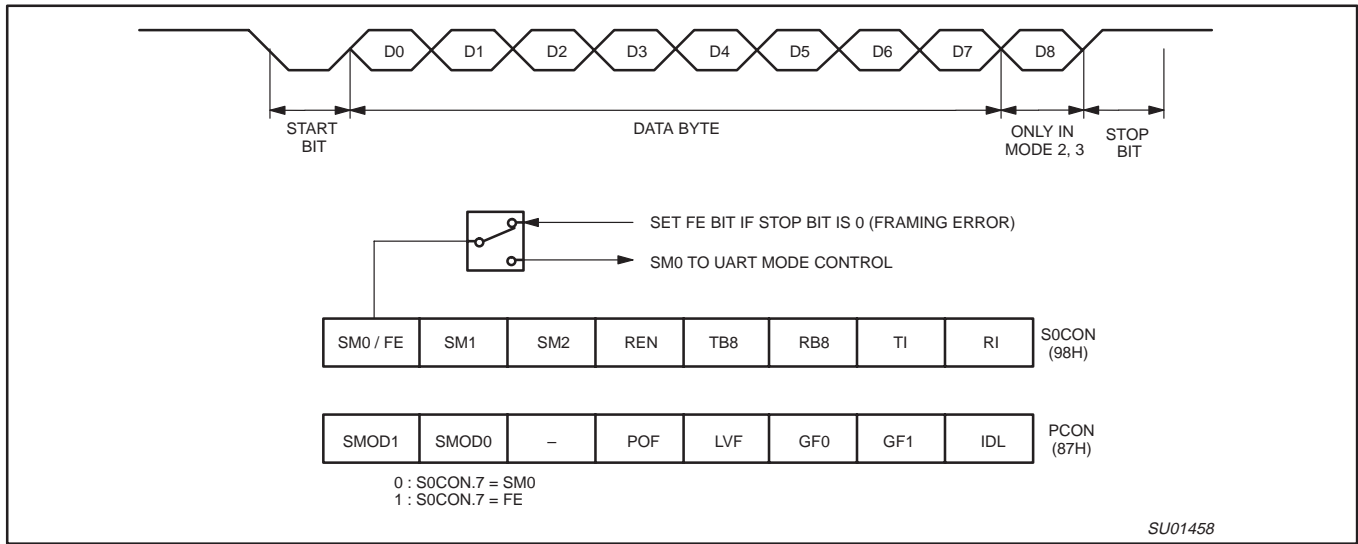 D0 D1 D2 D3 D4 D5 D6 D7 D8
START
BIT
DATA BYTE
ONLY IN
MODE 2, 3
STOP
BIT
SET FE BIT IF STOP BIT IS 0 (FRAMING ERROR)
SM0 TO UART MODE CONTROL
SM0 / FE SM1 SM2 REN TB8 RB8 TI RI
S0CON
(98H)
SMOD1 SMOD0 – POF LVF GF0 GF1 IDL
PCON
(87H)
0 : S0CON.7 = SM0
1 : S0CON.7 = FE
SU01458